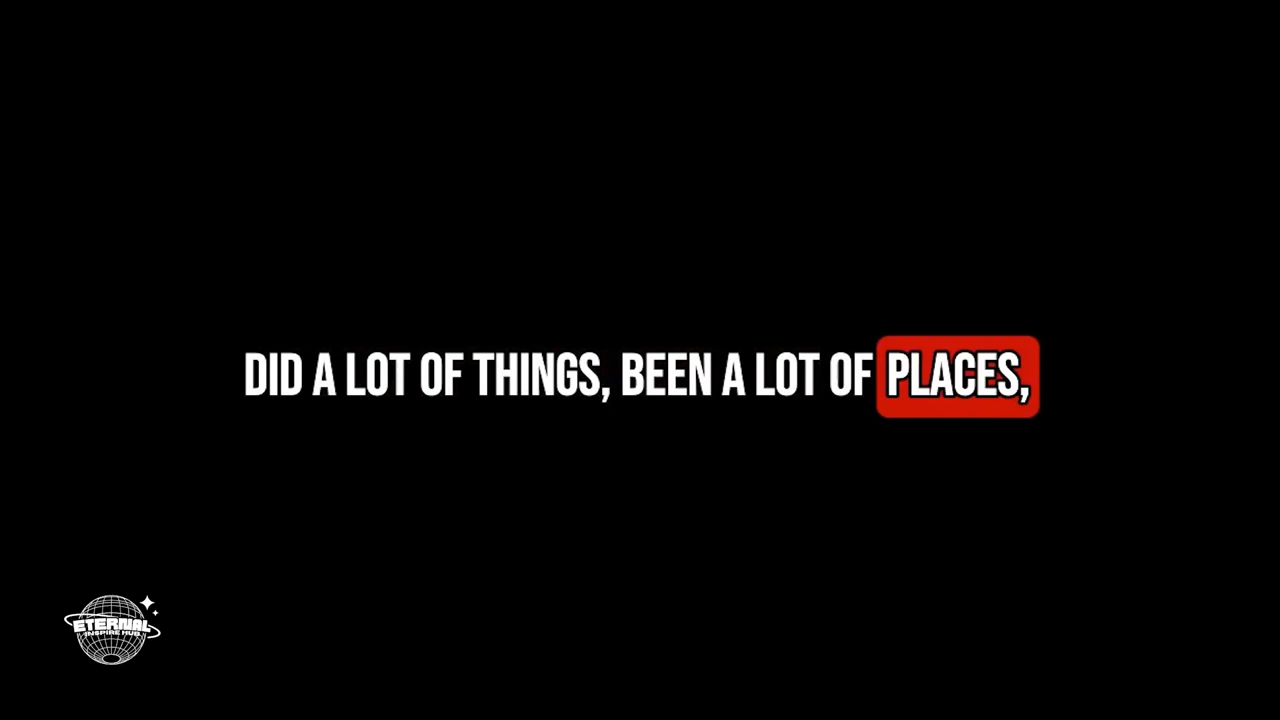 DID A LOT OF THINGS, BEEN A LOT OF PLACES,
ETERNAL
INSPIRE HUB